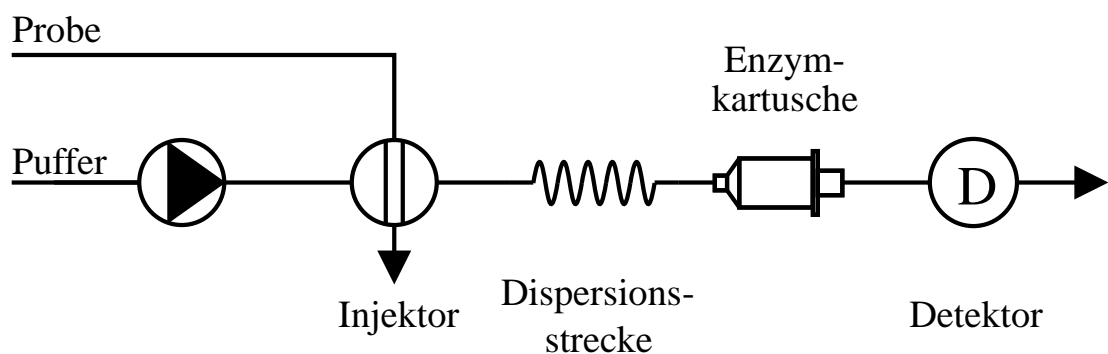 Probe
Puffer
Enzym-
kartusche
D
Injektor
Dispersions-
strecke
Detektor